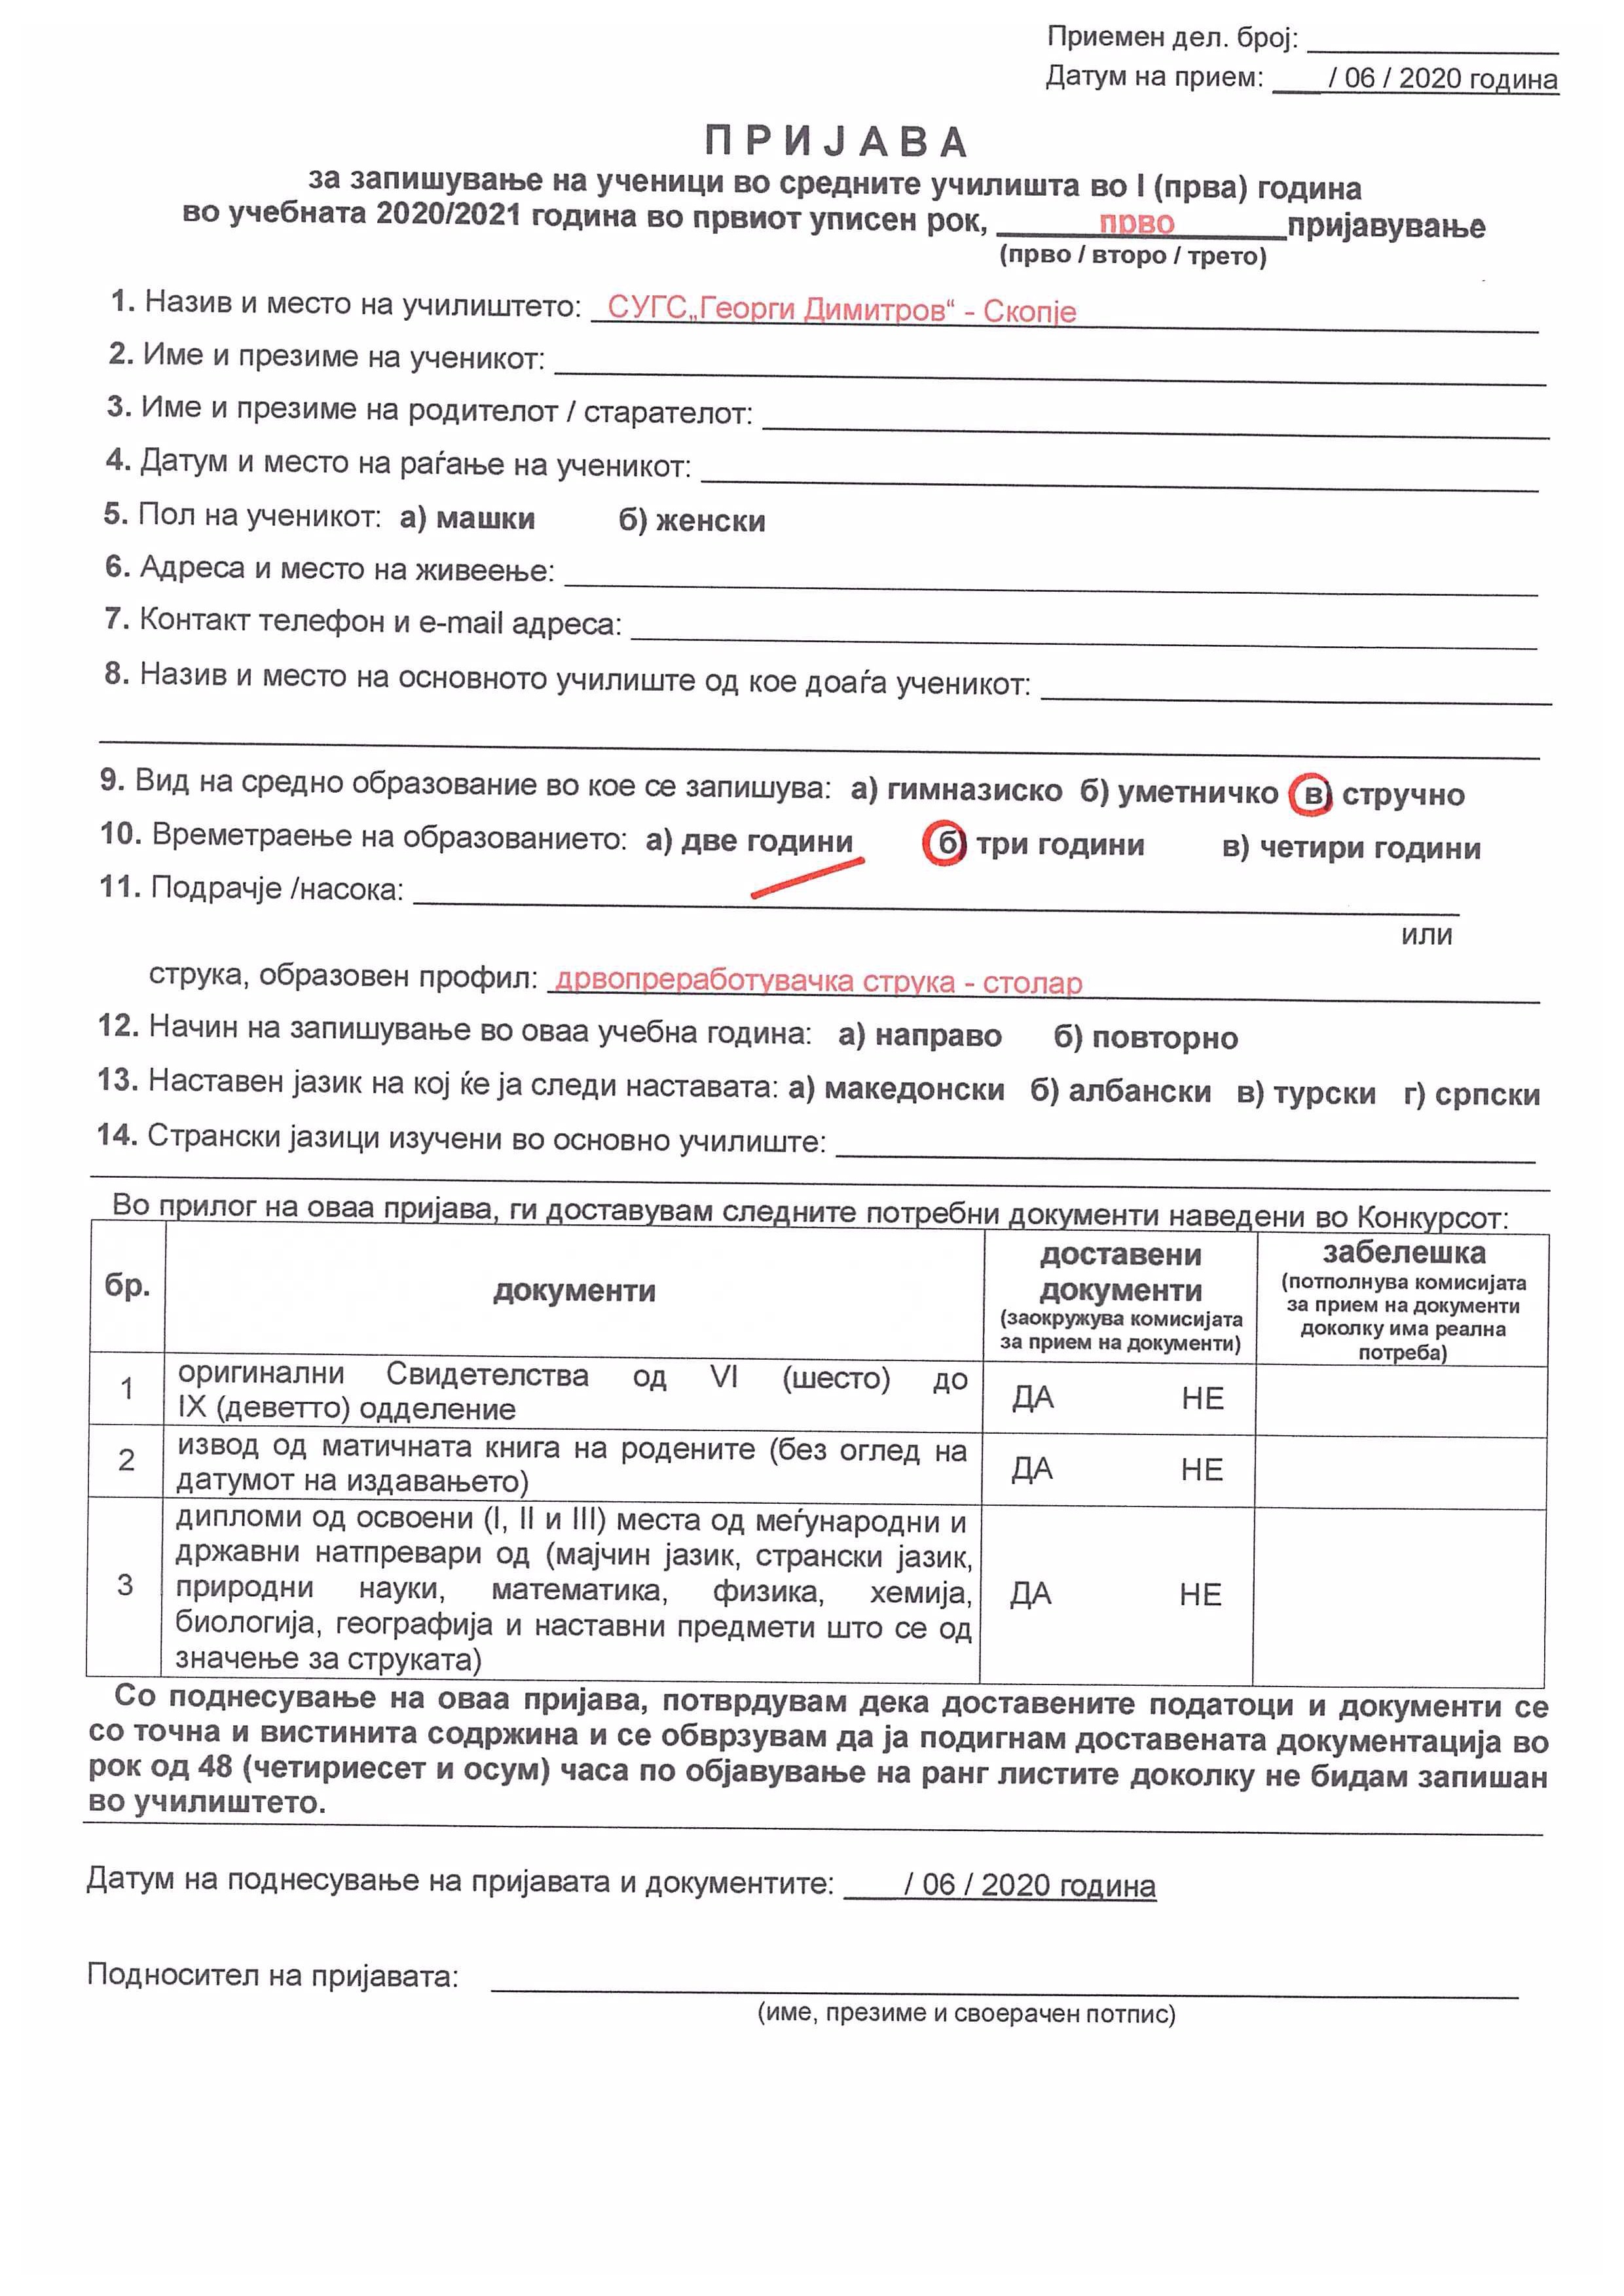 Приемен дел. број: ____________
Датум на прием: ___/ 06 / 2020 година
П Р И Ј А В А
за запишување на ученици во средните училишта во I (прва) година
во учебната 2020/2021 година во првиот уписен рок, ______прво______пријавување
(прво / второ / трето)
1. Назив и место на училиштето: СУГС„Георги Димитров“ - Скопје
2. Име и презиме на ученикот: ____________
3. Име и презиме на родителот / старателот: ____________
4. Датум и место на раѓање на ученикот: ____________
5. Пол на ученикот: а) машки б) женски
6. Адреса и место на живеење: ____________
7. Контакт телефон и e-mail адреса: ____________
8. Назив и место на основното училиште од кое доаѓа ученикот: ____________
9. Вид на средно образование во кое се запишува: а) гимназиско б) уметничко в) стручно
10. Времетраење на образованието: а) две години б) три години в) четири години
11. Подрачје /насока: ____________
или
струка, образовен профил: дрвопреработувачка струка - столар
12. Начин на запишување во оваа учебна година: а) направо б) повторно
13. Наставен јазик на кој ќе ја следи наставата: а) македонски б) албански в) турски г) српски
14. Странски јазици изучени во основно училиште: ____________
Во прилог на оваа пријава, ги доставувам следните потребни документи наведени во Конкурсот:
бр.
документи
доставени
документи
(заокружува комисијата
за прием на документи)
забелешка
(потполнува комисијата
за прием на документи
доколку има реална
потреба)
1
оригинални Свидетелства од VI (шесто) до
IX (деветто) одделение
ДА НЕ
2
извод од матичната книга на родените (без оглед на
датумот на издавањето)
ДА НЕ
3
дипломи од освоени (I, II и III) места од меѓународни и
државни натпревари од (мајчин јазик, странски јазик,
природни науки, математика, физика, хемија,
биологија, географија и наставни предмети што се од
значење за струката)
ДА НЕ
Со поднесување на оваа пријава, потврдувам дека доставените податоци и документи се
со точна и вистинита содржина и се обврзувам да ја подигнам доставената документација во
рок од 48 (четириесет и осум) часа по објавување на ранг листите доколку не бидам запишан
во училиштето.
Датум на поднесување на пријавата и документите: ___/ 06 / 2020 година
Подносител на пријавата: ____________
(име, презиме и своерачен потпис)